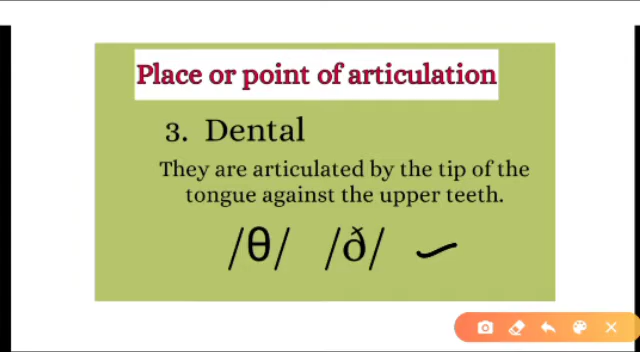 Place or point of articulation
3. Dental
They are articulated by the tip of the
tongue against the upper teeth.
/θ/ /ð/